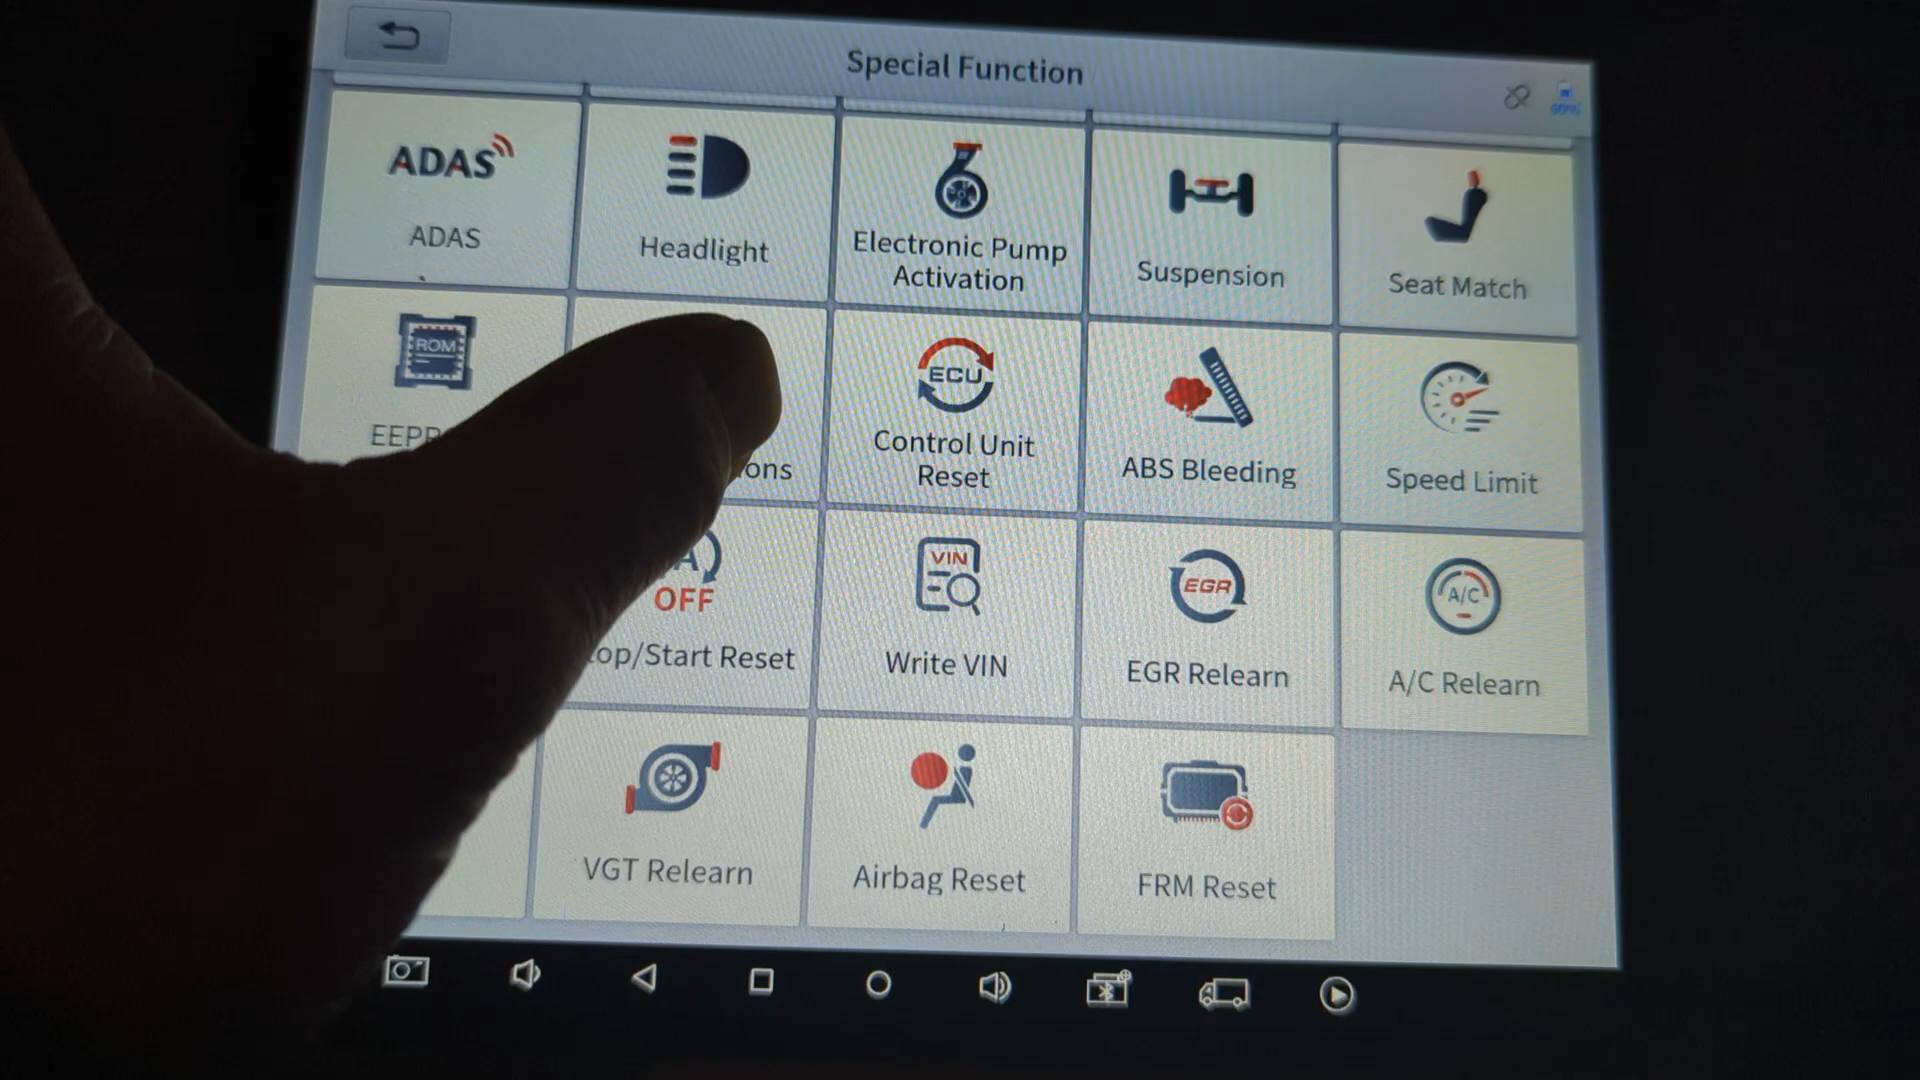 Special Function
60%
ADAS
ADAS
Headlight
Electronic Pump
Activation
Suspension
Seat Match
ROM
EEPR
ons
ECU
Control Unit
Reset
ABS Bleeding
Speed Limit
A
OFF
top/Start Reset
VIN
Write VIN
EGR
EGR Relearn
A/C
A/C Relearn
VGT Relearn
Airbag Reset
FRM Reset